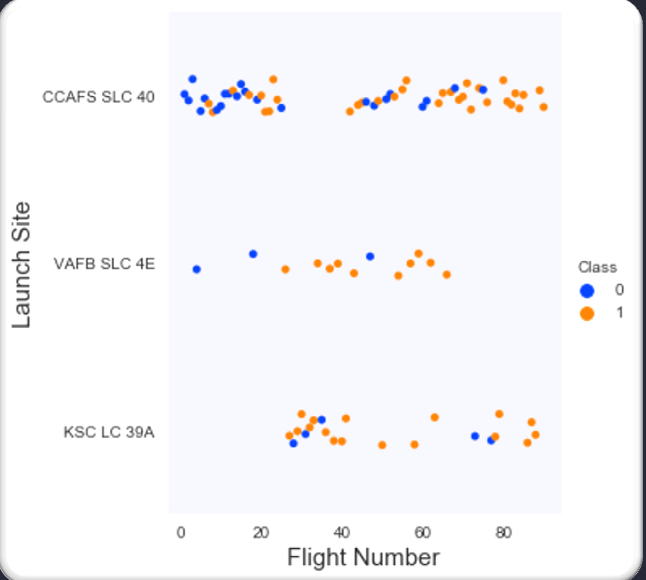 CCAFS SLC 40
VAFB SLC 4E
KSC LC 39A
Launch Site
0 20 40 60 80
Flight Number
Class
0
1